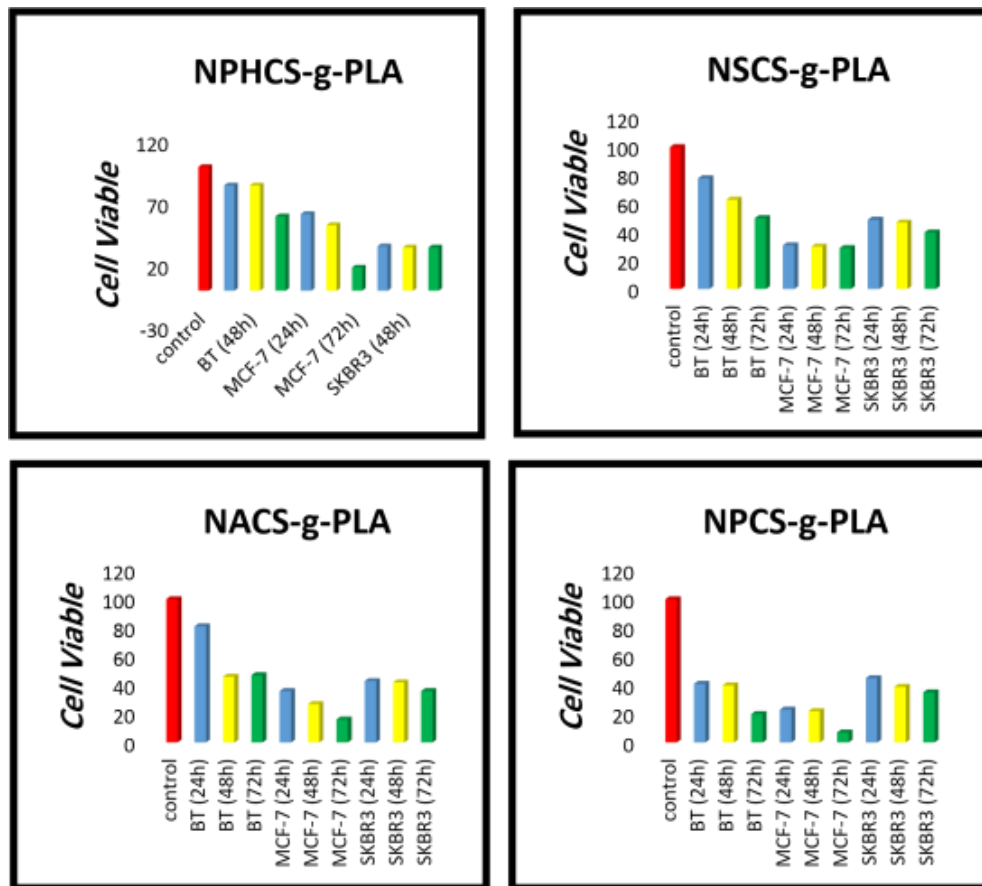 NPHCS-g-PLA
Cell Viable
120
70
20
-30
control
BT (48h)
MCF-7 (24h)
MCF-7 (72h)
SKBR3 (48h)
NSCS-g-PLA
Cell Viable
120
100
80
60
40
20
0
control
BT (24h)
BT (48h)
BT (72h)
MCF-7 (24h)
MCF-7 (48h)
MCF-7 (72h)
SKBR3 (24h)
SKBR3 (48h)
SKBR3 (72h)
NACS-g-PLA
Cell Viable
120
100
80
60
40
20
0
control
BT (24h)
BT (48h)
BT (72h)
MCF-7 (24h)
MCF-7 (48h)
MCF-7 (72h)
SKBR3 (24h)
SKBR3 (48h)
SKBR3 (72h)
NPCS-g-PLA
Cell Viable
120
100
80
60
40
20
0
control
BT (24h)
BT (48h)
BT (72h)
MCF-7 (24h)
MCF-7 (48h)
MCF-7 (72h)
SKBR3 (24h)
SKBR3 (48h)
SKBR3 (72h)